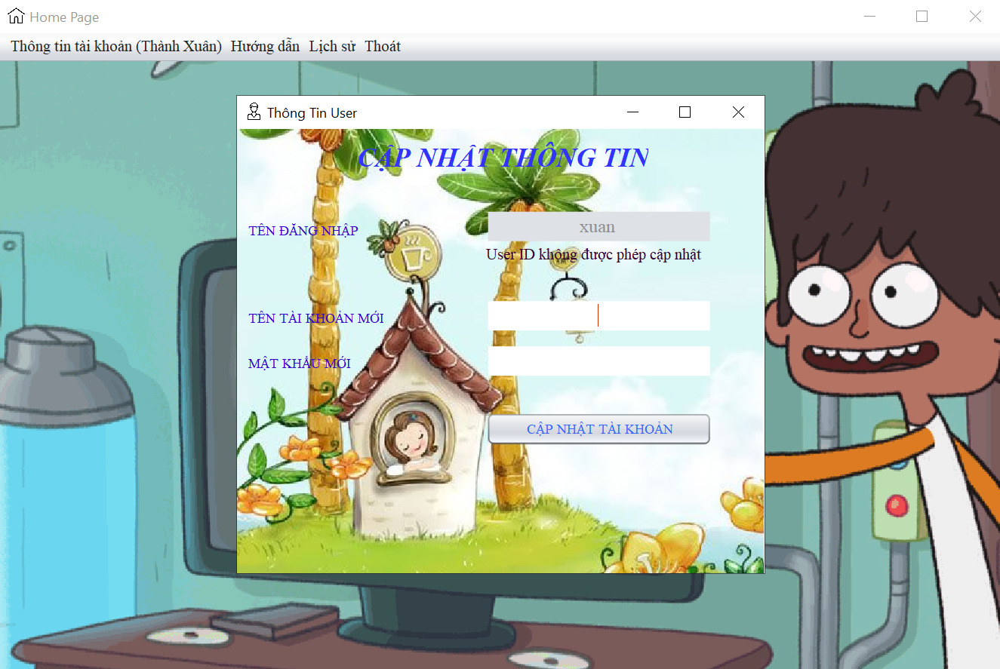 Home Page
Thông tin tài khoản (Thành Xuân) Hướng dẫn Lịch sử Thoát
Thông Tin User
CẬP NHẬT THÔNG TIN
TÊN ĐĂNG NHẬP
xuan
User ID không được phép cập nhật
TÊN TÀI KHOẢN MỚI
MẬT KHẨU MỚI
CẬP NHẬT TÀI KHOẢN